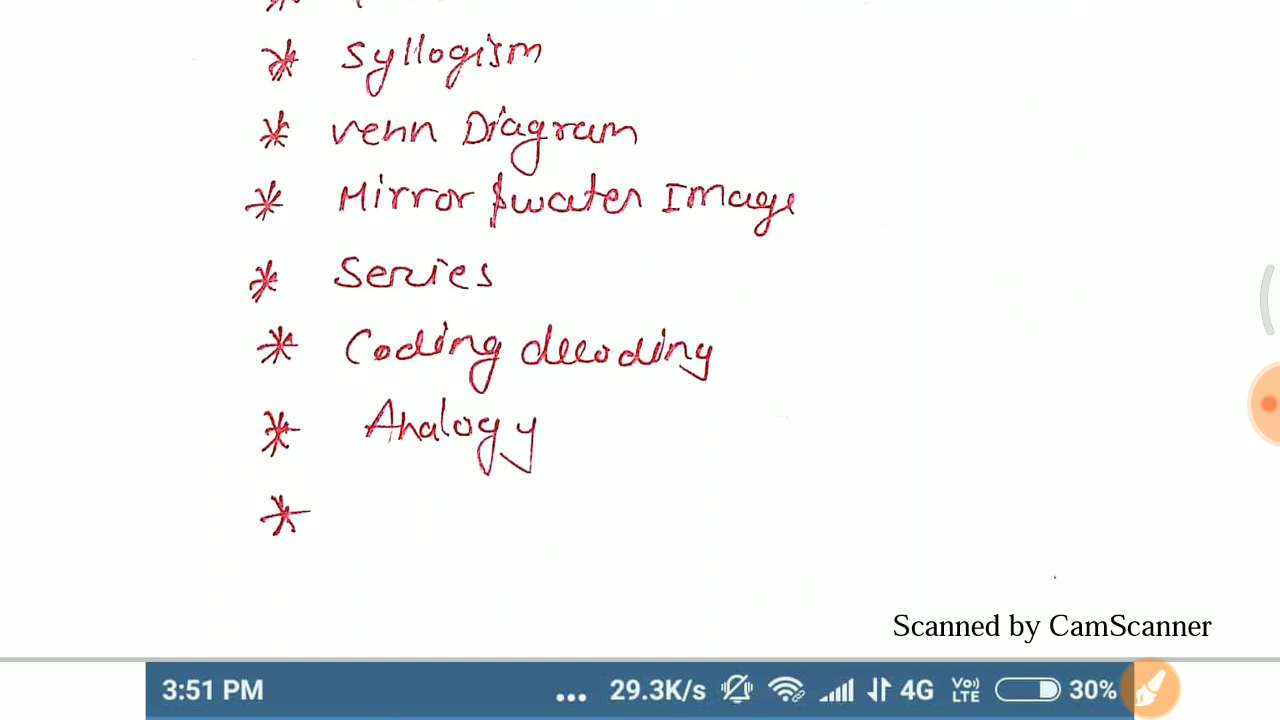 * Syllogism
* Venn Diagram
* Mirror & water Image
* Series
* Coding decoding
* Analogy
*
Scanned by CamScanner
3:51 PM ... 29.3K/s 4G VoLTE 30%